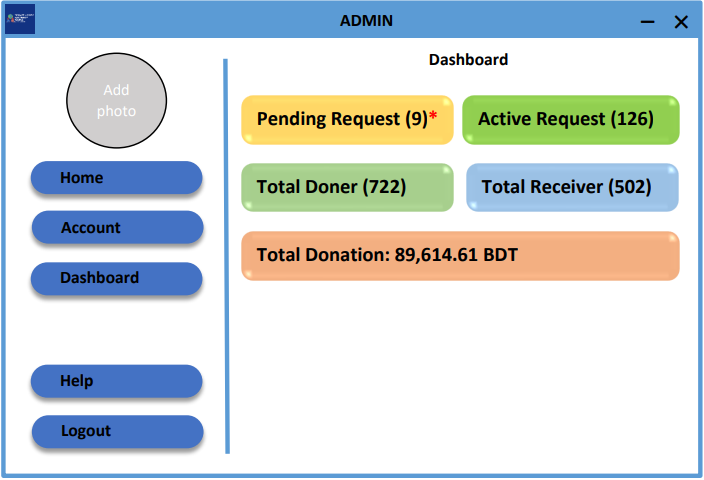 ADMIN
Add
photo
Home
Account
Dashboard
Help
Logout
Dashboard
Pending Request (9)*
Active Request (126)
Total Doner (722)
Total Receiver (502)
Total Donation: 89,614.61 BDT